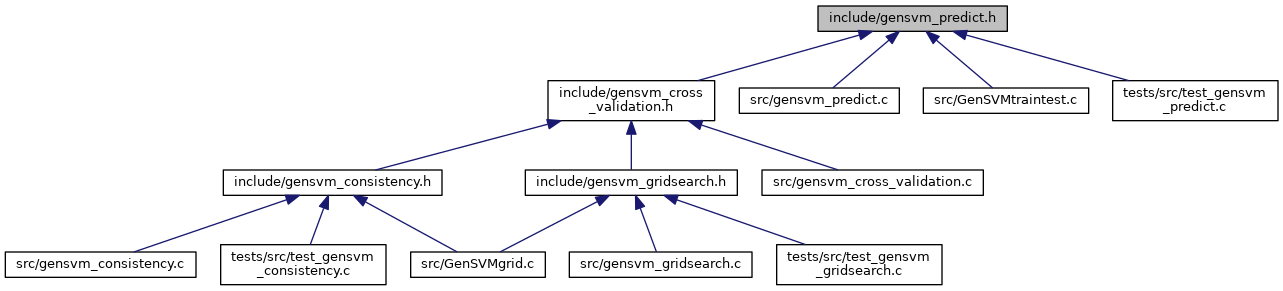 include/gensvm_predict.h
include/gensvm_cross
_validation.h
src/gensvm_predict.c
src/GenSVMtraintest.c
tests/src/test_gensvm
_predict.c
include/gensvm_consistency.h
include/gensvm_gridsearch.h
src/gensvm_cross_validation.c
src/gensvm_consistency.c
tests/src/test_gensvm
_consistency.c
src/GenSVMgrid.c
src/gensvm_gridsearch.c
tests/src/test_gensvm
_gridsearch.c